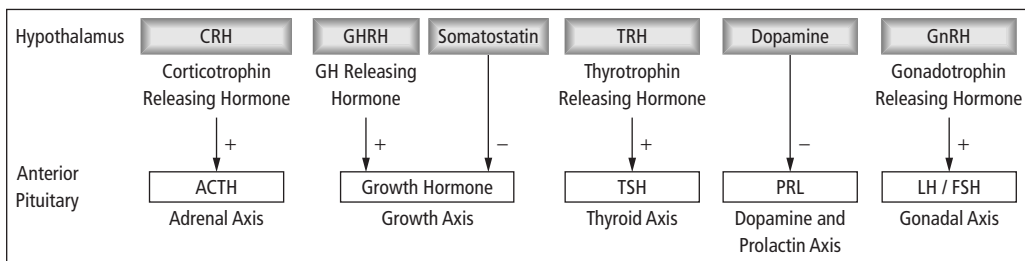 Hypothalamus CRH GHRH Somatostatin TRH Dopamine GnRH
Corticotrophin GH Releasing Thyrotrophin Gonadotrophin
Releasing Hormone Hormone Releasing Hormone Releasing Hormone
+ + − + − +
Anterior
Pituitary
ACTH Growth Hormone TSH PRL LH / FSH
Adrenal Axis Growth Axis Thyroid Axis Dopamine and Gonadal Axis
Prolactin Axis